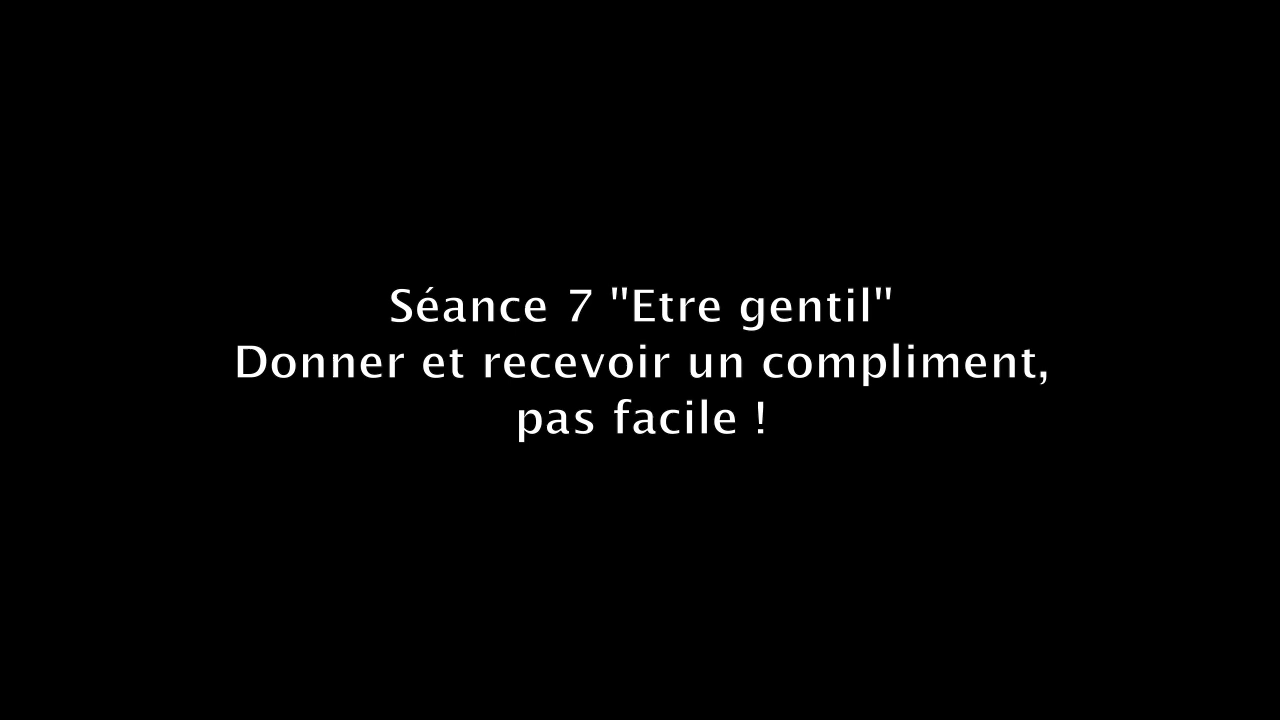 Séance 7 "Etre gentil"
Donner et recevoir un compliment,
pas facile !